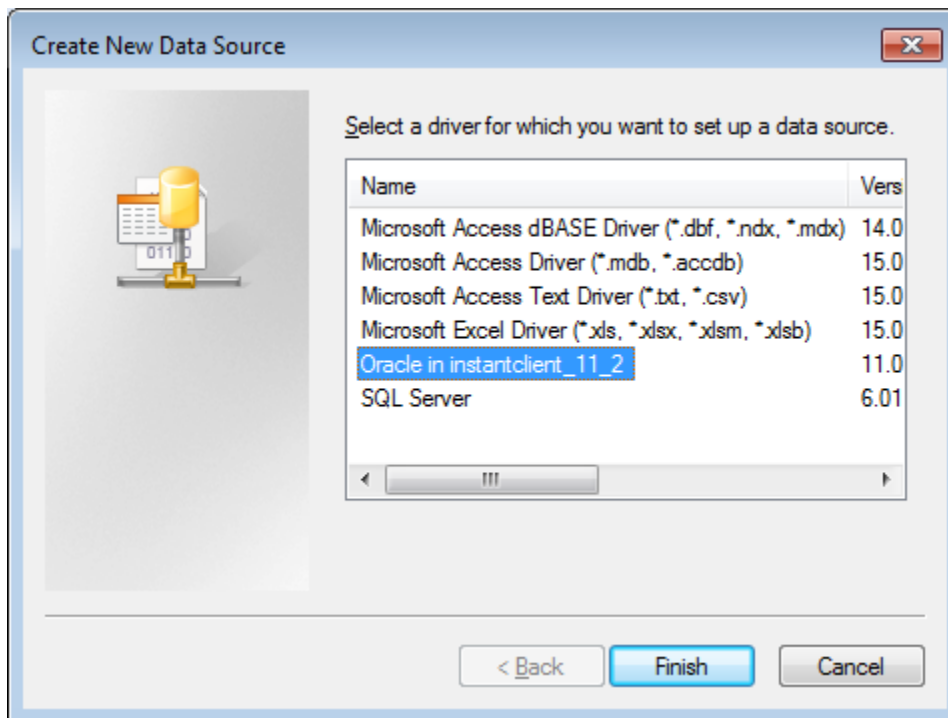 Create New Data Source
Select a driver for which you want to set up a data source.
Name Vers
Microsoft Access dBASE Driver (*.dbf, *.ndx, *.mdx) 14.0
Microsoft Access Driver (*.mdb, *.accdb) 15.0
Microsoft Access Text Driver (*.txt, *.csv) 15.0
Microsoft Excel Driver (*.xls, *.xlsx, *.xlsm, *.xlsb) 15.0
Oracle in instantclient_11_2 11.0
SQL Server 6.01
< Back Finish Cancel